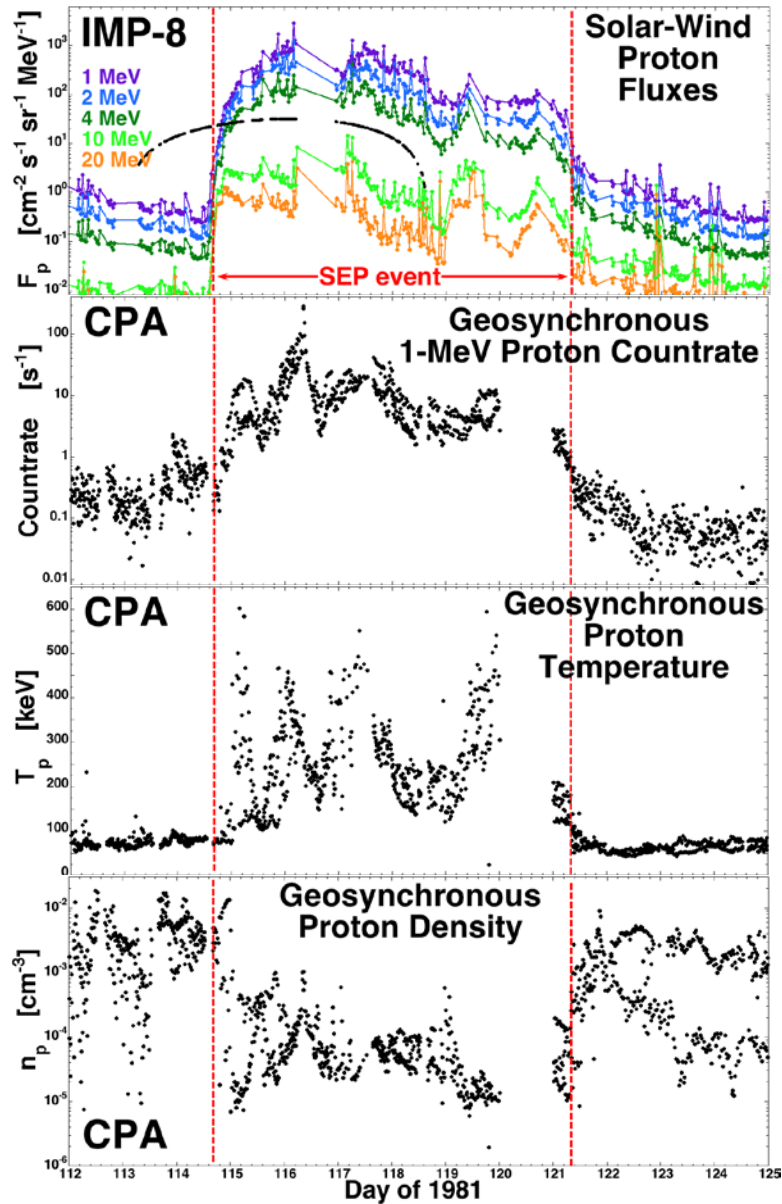 IMP-8
Solar-Wind
Proton
Fluxes
1 MeV
2 MeV
4 MeV
10 MeV
20 MeV
F_p [cm⁻² s⁻¹ sr⁻¹ MeV⁻¹]
10³
10²
10¹
10⁰
10⁻¹
10⁻²
SEP event
CPA
Geosynchronous
1-MeV Proton Countrate
Countrate [s⁻¹]
100
10
1
0.1
0.01
CPA
Geosynchronous
Proton
Temperature
T_p [keV]
600
500
400
300
200
100
0
Geosynchronous
Proton Density
n_p [cm⁻³]
10⁻²
10⁻³
10⁻⁴
10⁻⁵
10⁻⁶
CPA
112 113 114 115 116 117 118 119 120 121 122 123 124 125
Day of 1981